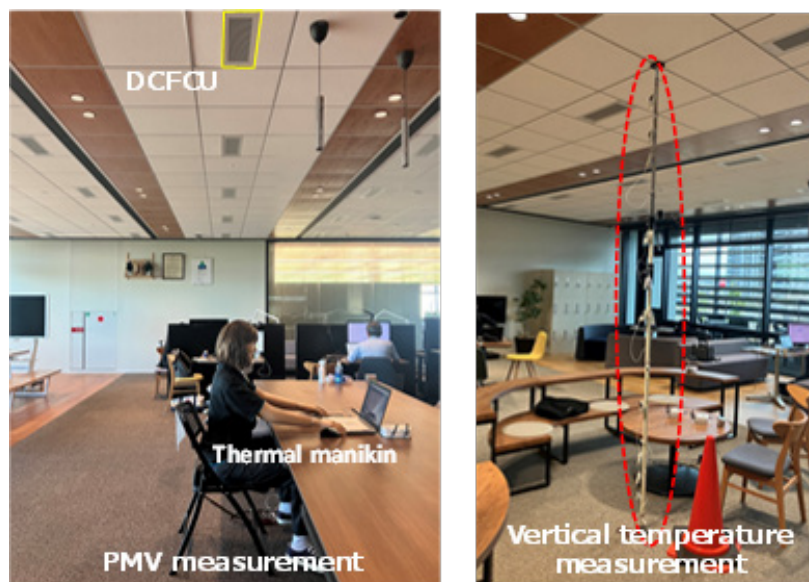 DCFCU
Thermal manikin
PMV measurement
Vertical temperature
measurement